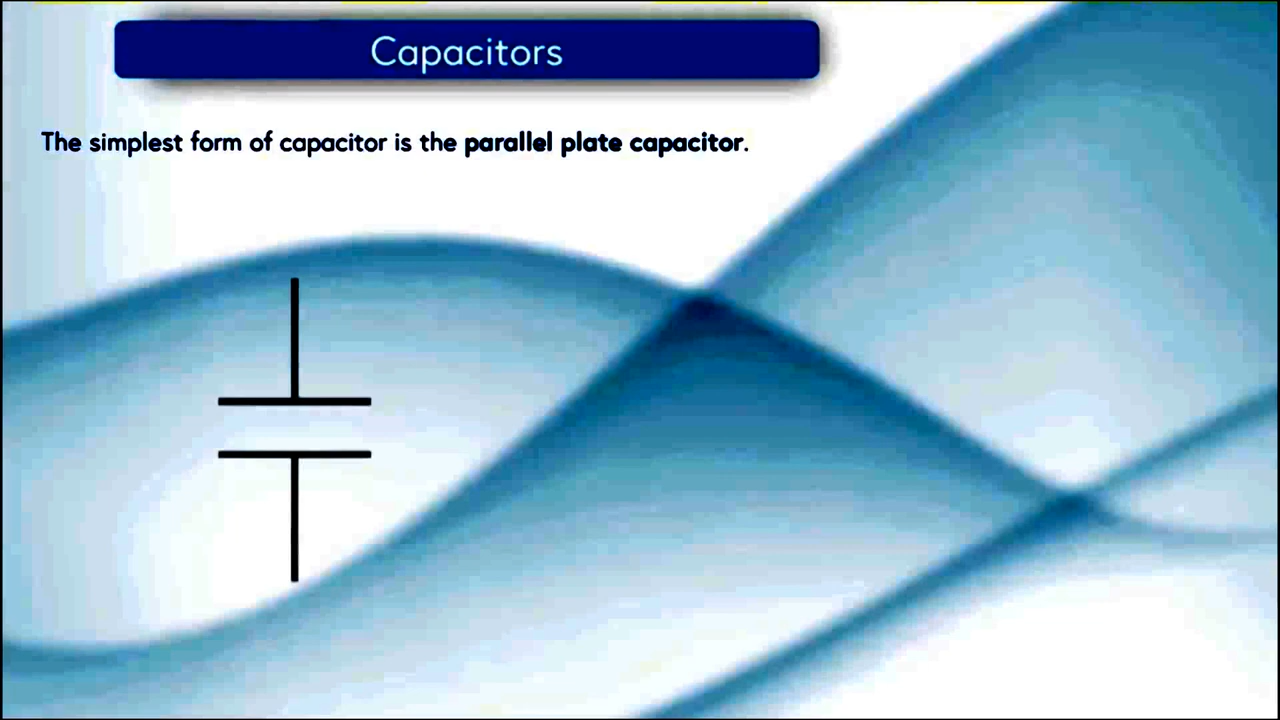 Capacitors
The simplest form of capacitor is the parallel plate capacitor.